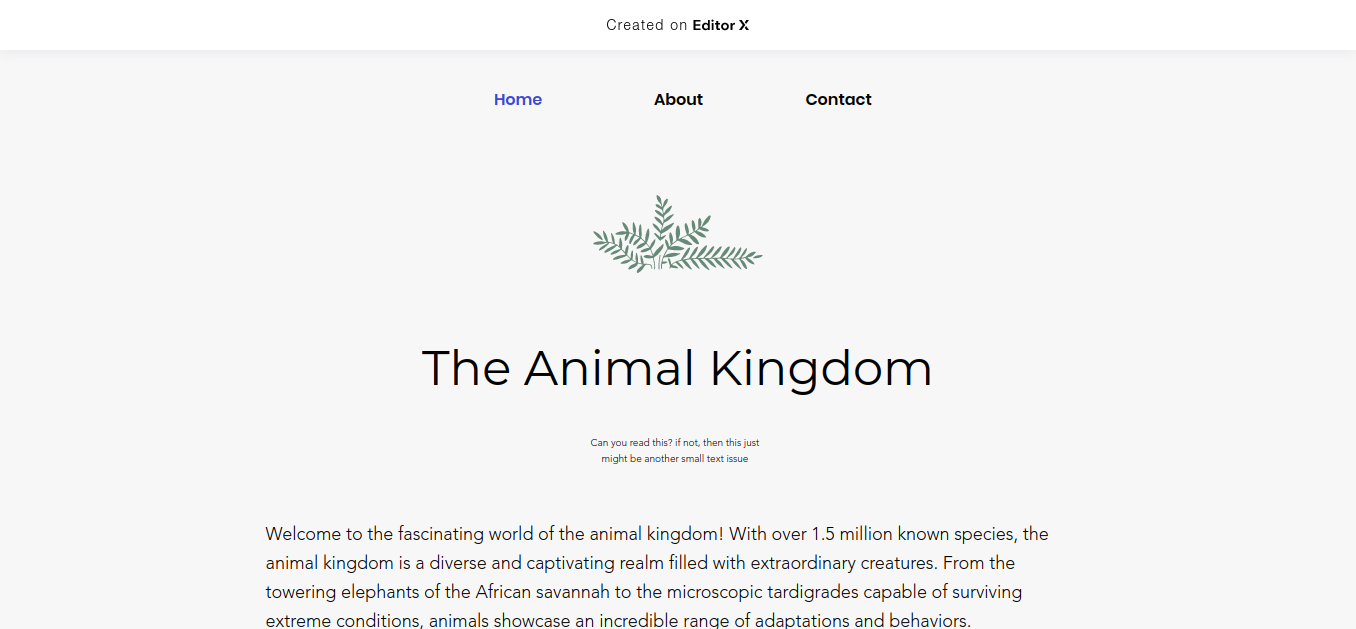 Created on Editor X
Home About Contact
The Animal Kingdom
Can you read this? if not, then this just
might be another small text issue
Welcome to the fascinating world of the animal kingdom! With over 1.5 million known species, the
animal kingdom is a diverse and captivating realm filled with extraordinary creatures. From the
towering elephants of the African savannah to the microscopic tardigrades capable of surviving
extreme conditions, animals showcase an incredible range of adaptations and behaviors.